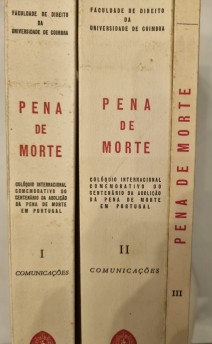 FACULDADE DE DIREITO
DA
UNIVERSIDADE DE COIMBRA
PENA
DE
MORTE
COLÓQUIO INTERNACIONAL
COMEMORATIVO DO
CENTENÁRIO DA ABOLIÇÃO
DA PENA DE MORTE
EM PORTUGAL
I
COMUNICAÇÕES
FACULDADE DE DIREITO
DA
UNIVERSIDADE DE COIMBRA
PENA
DE
MORTE
COLÓQUIO INTERNACIONAL
COMEMORATIVO DO
CENTENÁRIO DA ABOLIÇÃO
DA PENA DE MORTE
EM PORTUGAL
II
COMUNICAÇÕES
PENA DE MORTE
III